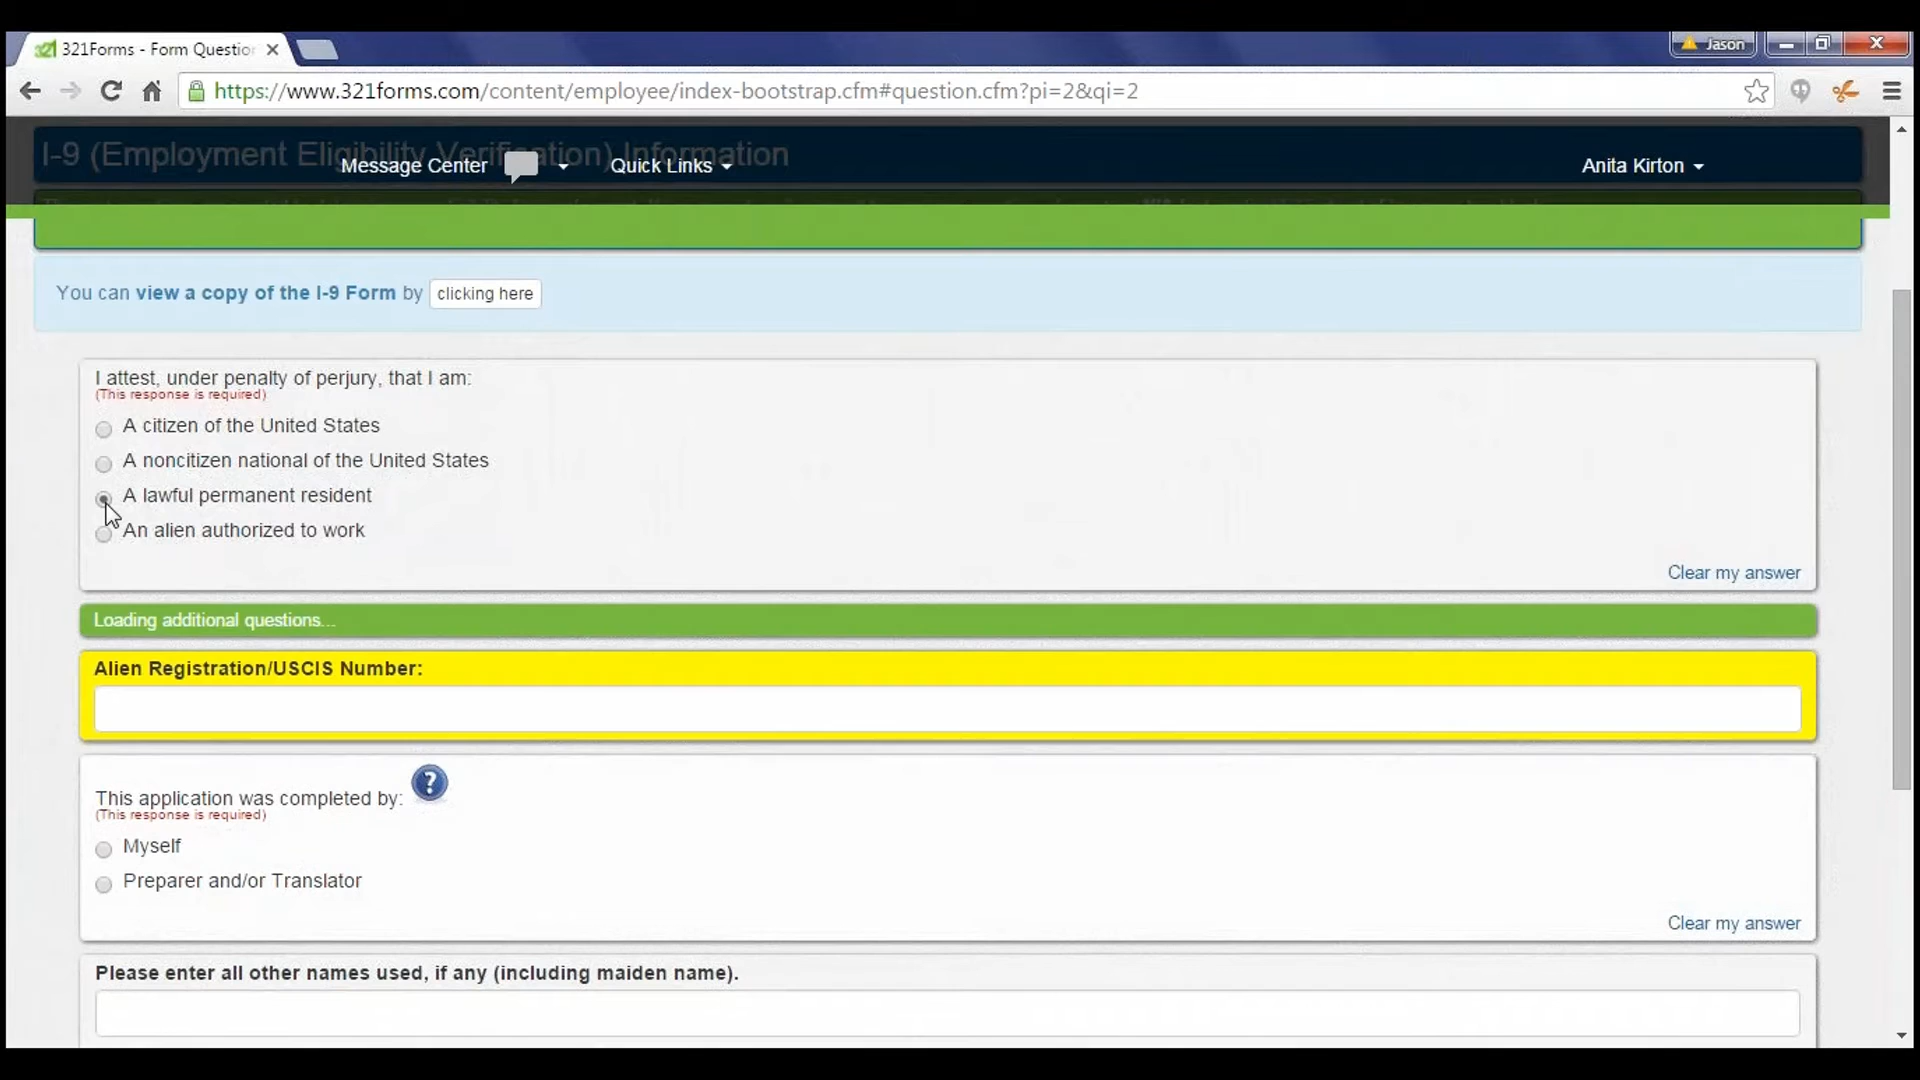 321Forms - Form Questio
Jason
https://www.321forms.com/content/employee/index-bootstrap.cfm#question.cfm?pi=2&qi=2
I-9 (Employment Eligibility Verification) Information
Message Center
Quick Links
Anita Kirton
You can view a copy of the I-9 Form by clicking here
I attest, under penalty of perjury, that I am:
(This response is required)
A citizen of the United States
A noncitizen national of the United States
A lawful permanent resident
An alien authorized to work
Clear my answer
Loading additional questions...
Alien Registration/USCIS Number:
This application was completed by: ?
(This response is required)
Myself
Preparer and/or Translator
Clear my answer
Please enter all other names used, if any (including maiden name).